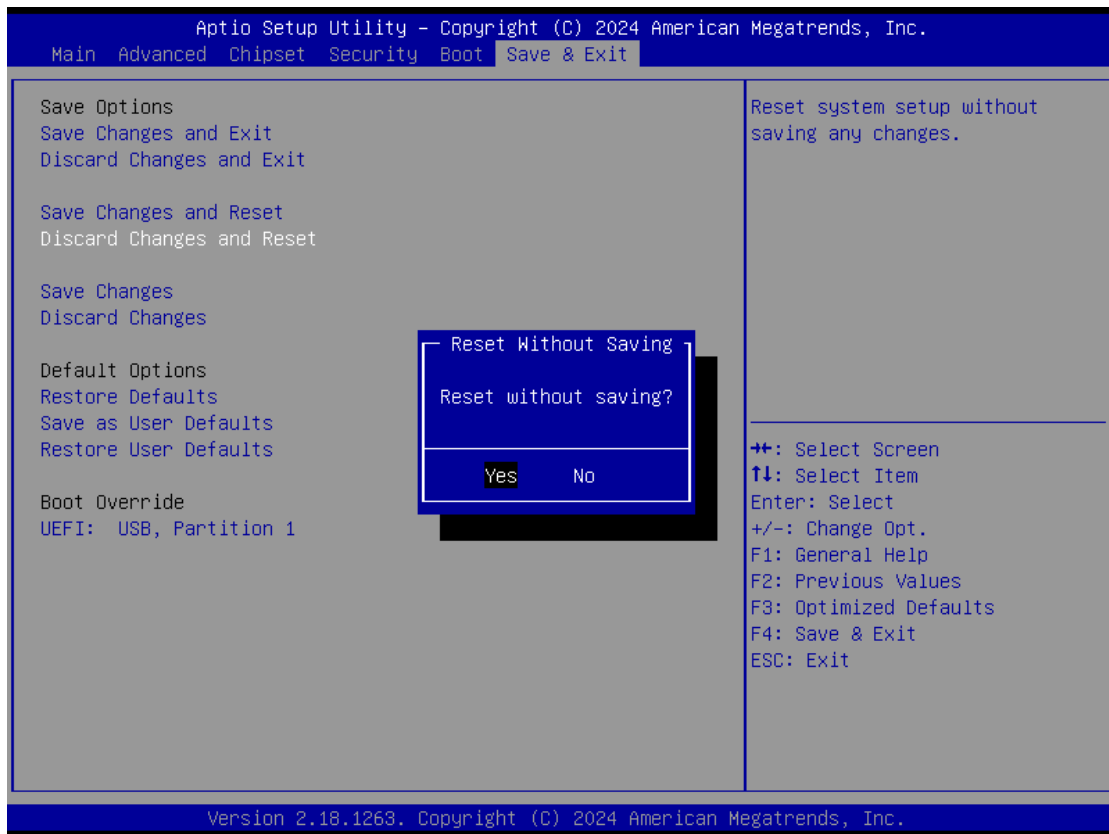 Aptio Setup Utility – Copyright (C) 2024 American Megatrends, Inc.
Main Advanced Chipset Security Boot Save & Exit
Save Options
Save Changes and Exit
Discard Changes and Exit
Save Changes and Reset
Discard Changes and Reset
Save Changes
Discard Changes
Default Options
Restore Defaults
Save as User Defaults
Restore User Defaults
Boot Override
UEFI: USB, Partition 1
Reset Without Saving
Reset without saving?
Yes No
Reset system setup without
saving any changes.
→←: Select Screen
↑↓: Select Item
Enter: Select
+/-: Change Opt.
F1: General Help
F2: Previous Values
F3: Optimized Defaults
F4: Save & Exit
ESC: Exit
Version 2.18.1263. Copyright (C) 2024 American Megatrends, Inc.